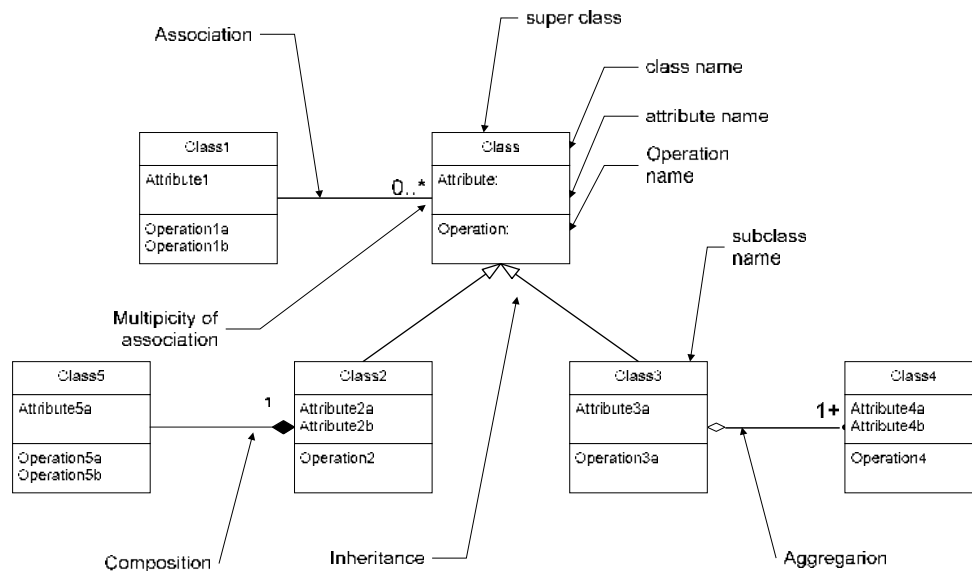 super class
Association
class name
attribute name
Class1
Class
Operation
name
Attribute1
0..*
Attribute:
Operation1a
Operation1b
Operation:
subclass
name
Multipicity of
association
Class5
Class2
Class3
Class4
Attribute5a
1
Attribute2a
Attribute2b
Attribute3a
1+
Attribute4a
Attribute4b
Operation5a
Operation5b
Operation2
Operation3a
Operation4
Composition
Inheritance
Aggregarion